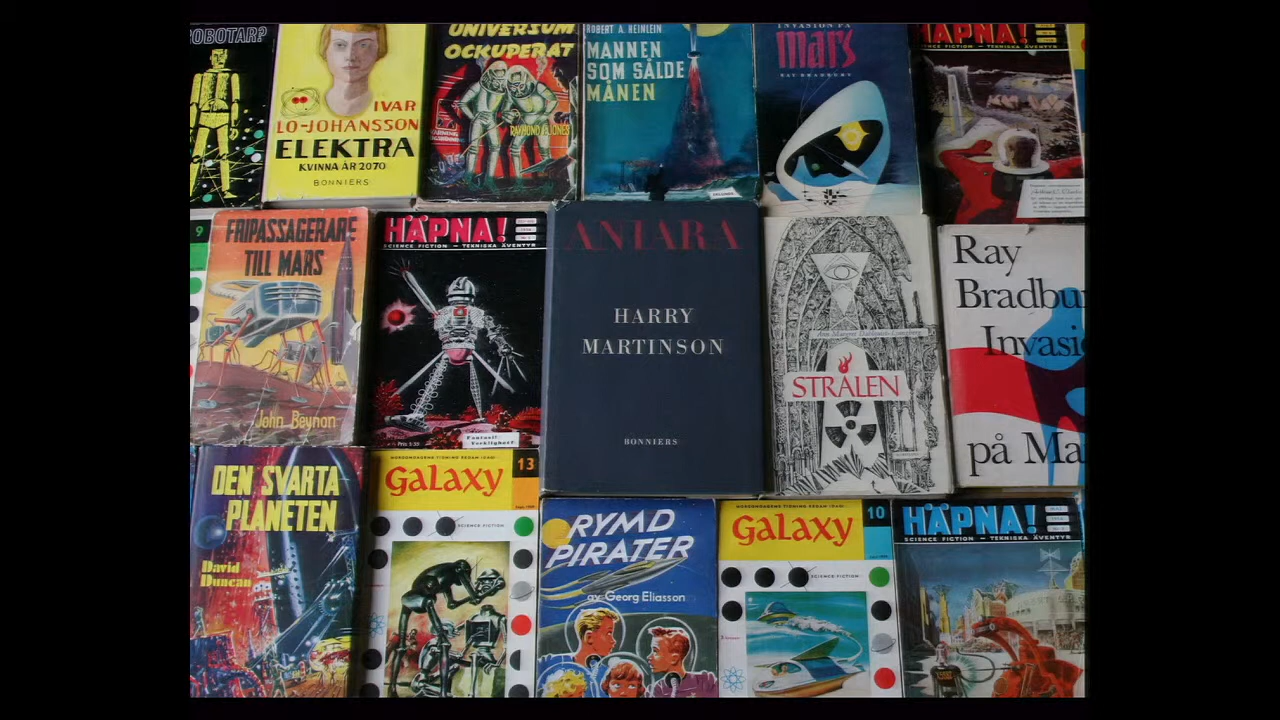 ROBOTAR?
IVAR
LO-JOHANSSON
ELEKTRA
KVINNA ÅR 2070
BONNIERS
UNIVERSUM
OCKUPERAT
RAYMOND F. JONES
ROBERT A. HEINLEIN
MANNEN
SOM SÅLDE
MÅNEN
INVASION PÅ
mars
RAY BRADBURY
HÄPNA!
SCIENCE FICTION — TEKNISKA ÄVENTYR
9
FRIPASSAGERARE
TILL MARS
John Beynon
HÄPNA!
SCIENCE FICTION — TEKNISKA ÄVENTYR
Fantasi?
Verklighet?
ANIARA
HARRY
MARTINSON
BONNIERS
STRÅLEN
Ray
Bradbu
Invasi
på Ma
DEN SVARTA
PLANETEN
David
Duncan
Galaxy
13
SCIENCE-FICTION
RYMD
PIRATER
av Georg Eliasson
Galaxy
10
SCIENCE-FICTION
HÄPNA!
SCIENCE FICTION — TEKNISKA ÄVENTYR